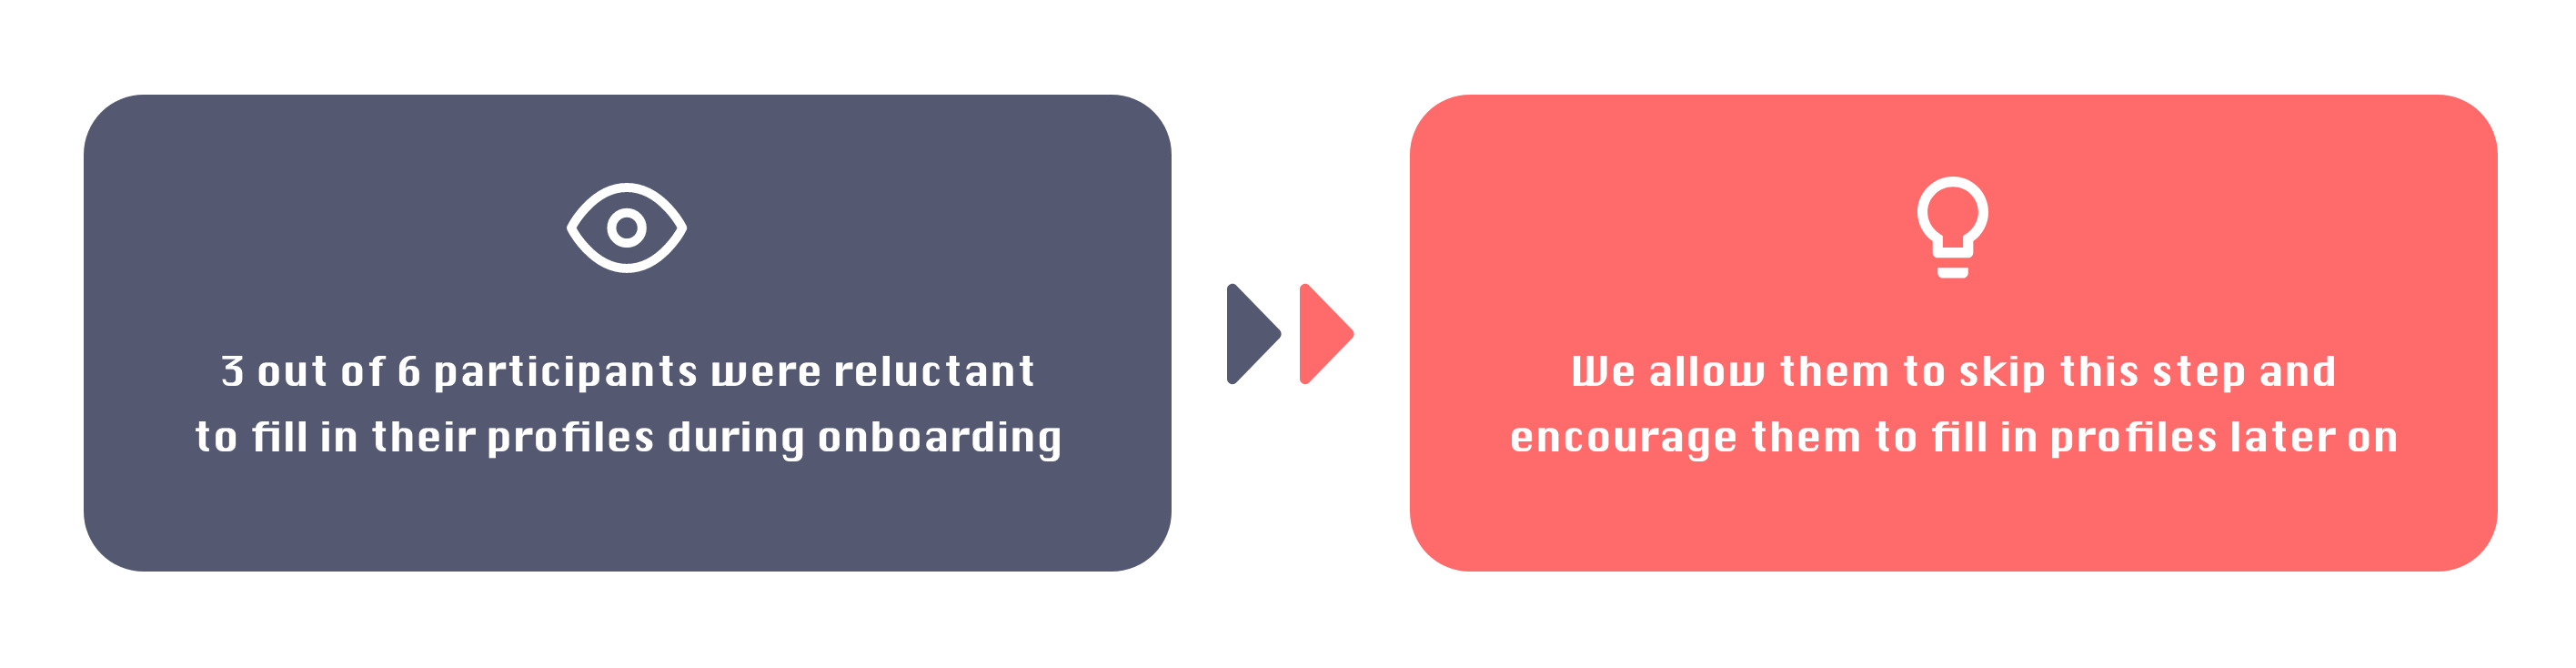 3 out of 6 participants were reluctant
to fill in their profiles during onboarding
We allow them to skip this step and
encourage them to fill in profiles later on